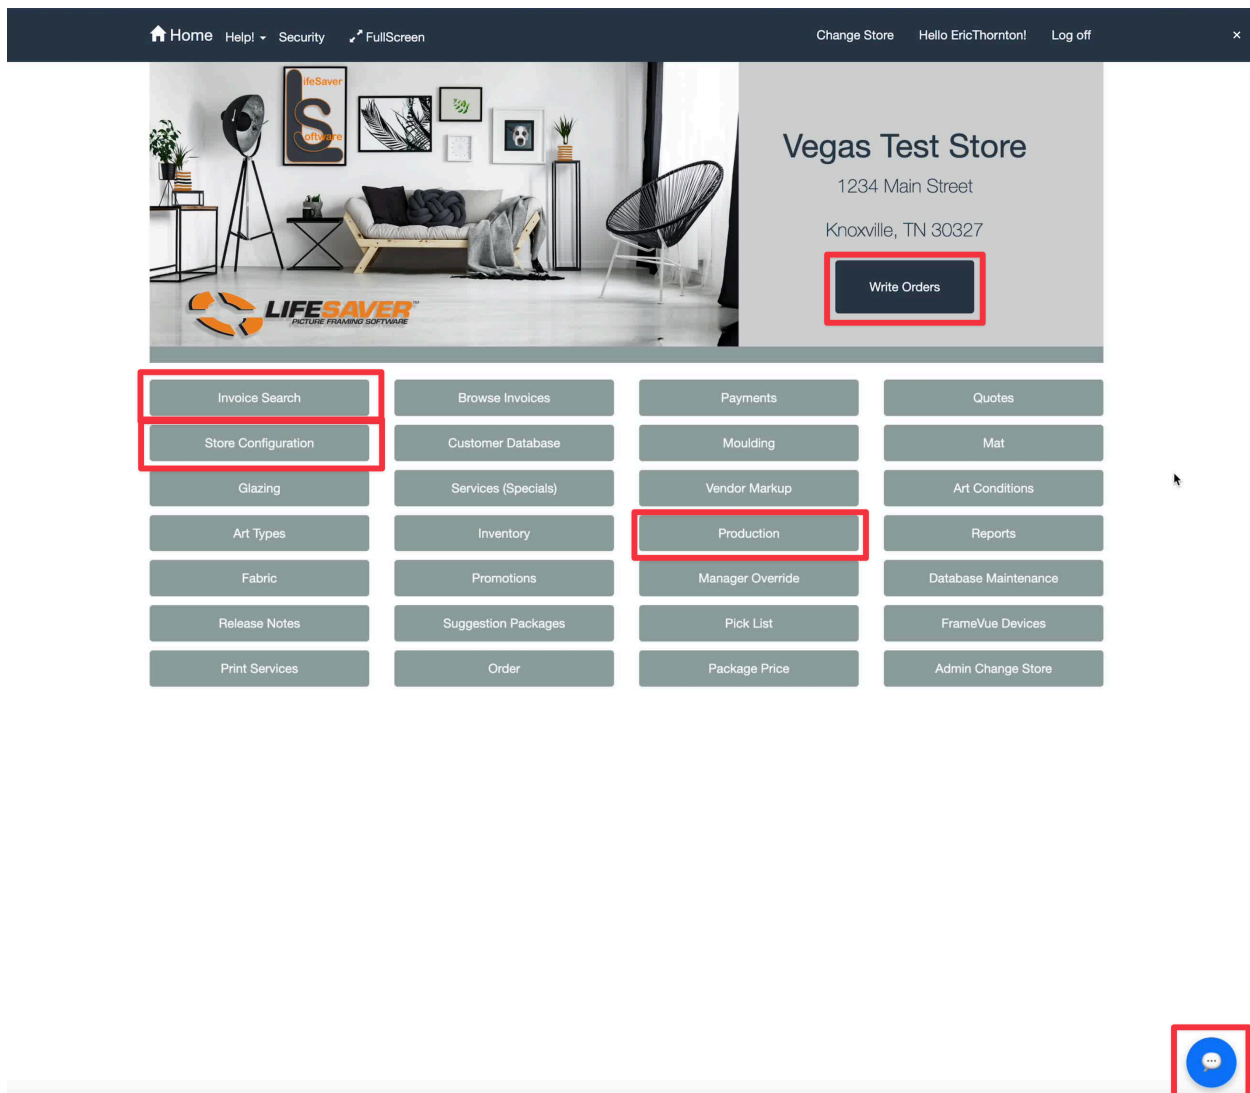 Home Help! Security FullScreen Change Store Hello EricThornton! Log off ×
ifeSaver
LS
oftware
Vegas Test Store
1234 Main Street
Knoxville, TN 30327
Write Orders
LIFESAVER™
PICTURE FRAMING SOFTWARE
Invoice Search Browse Invoices Payments Quotes
Store Configuration Customer Database Moulding Mat
Glazing Services (Specials) Vendor Markup Art Conditions
Art Types Inventory Production Reports
Fabric Promotions Manager Override Database Maintenance
Release Notes Suggestion Packages Pick List FrameVue Devices
Print Services Order Package Price Admin Change Store